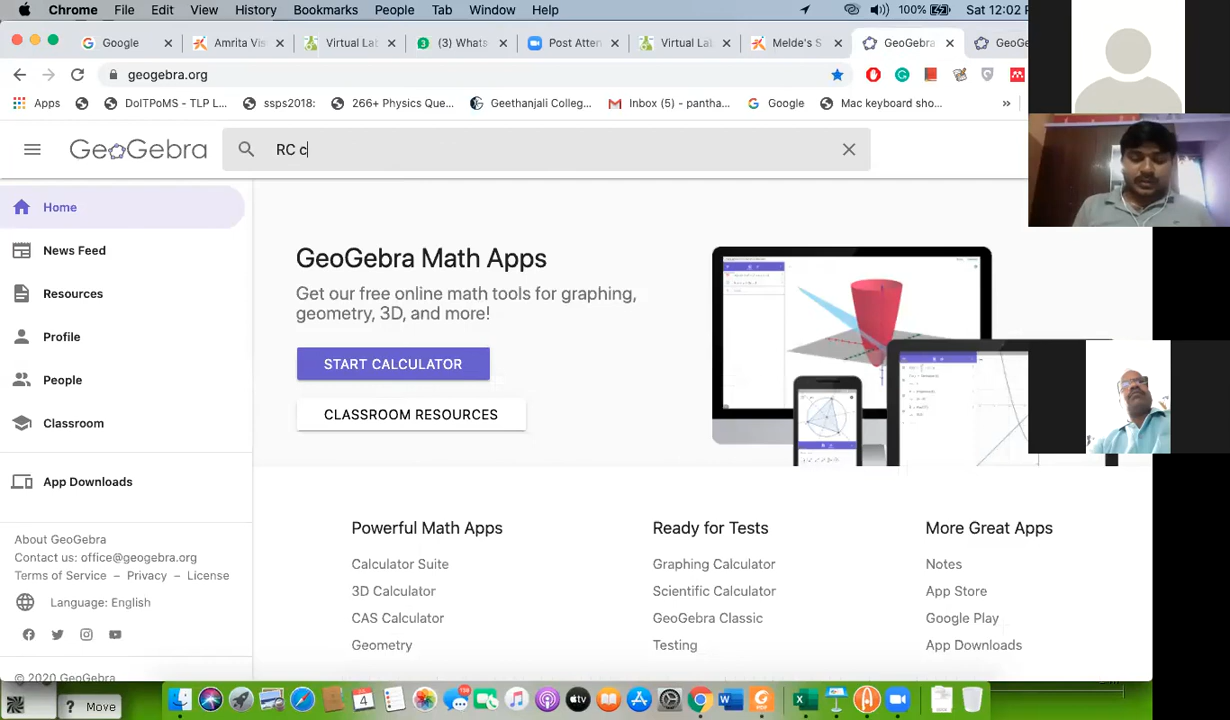 Chrome File Edit View History Bookmarks People Tab Window Help 100% Sat 12:02 P
Google Amrita Vis Virtual La (3) Whats Post Atten Virtual La Melde's S GeoGebra GeoGe
geogebra.org
Apps DoITPoMS - TLP L... ssps2018: 266+ Physics Que... Geethanjali Colleg... Inbox (5) - pantha... Google Mac keyboard sho... »
GeoGebra RC c
Home
News Feed
Resources
Profile
People
Classroom
App Downloads
About GeoGebra
Contact us: office@geogebra.org
Terms of Service – Privacy – License
Language: English
© 2020 GeoGebra
GeoGebra Math Apps
Get our free online math tools for graphing,
geometry, 3D, and more!
START CALCULATOR
CLASSROOM RESOURCES
Powerful Math Apps
Calculator Suite
3D Calculator
CAS Calculator
Geometry
Ready for Tests
Graphing Calculator
Scientific Calculator
GeoGebra Classic
Testing
More Great Apps
Notes
App Store
Google Play
App Downloads
? Move